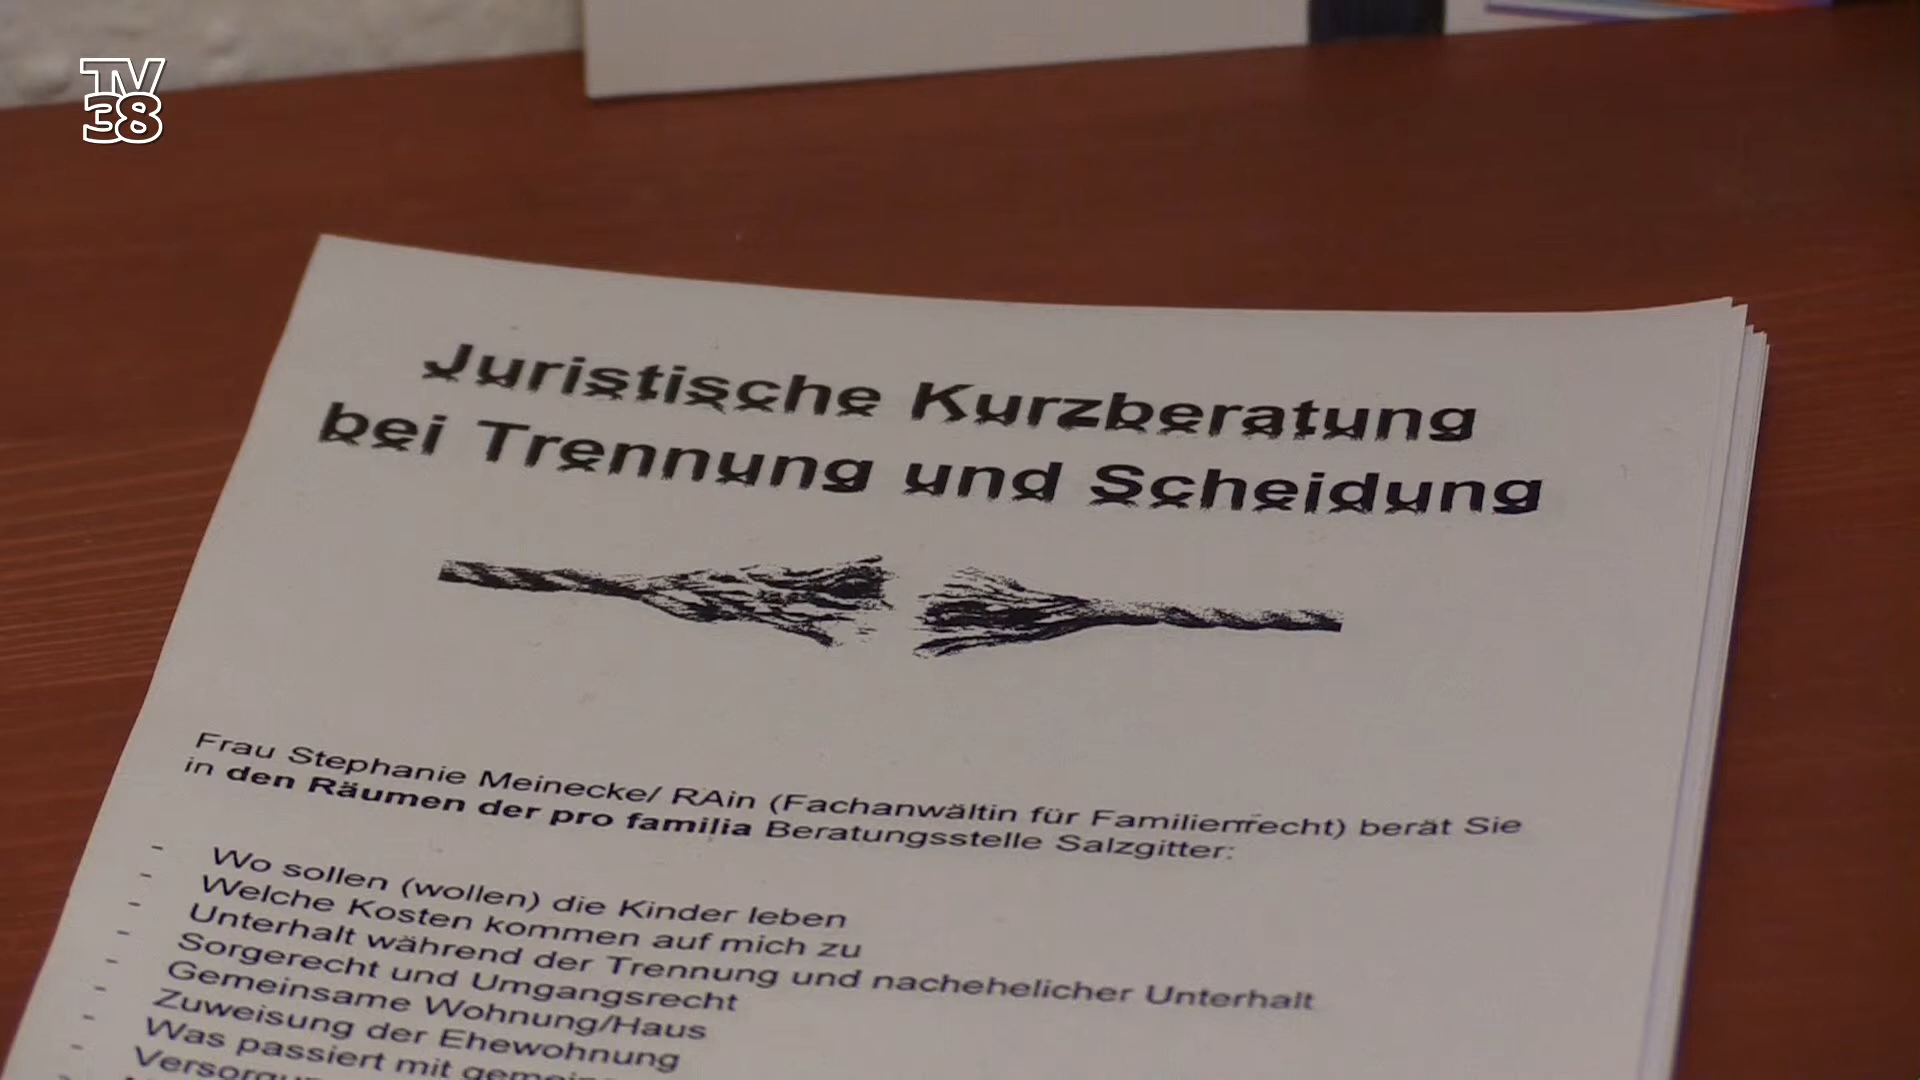 TV
38
Juristische Kurzberatung
bei Trennung und Scheidung
Frau Stephanie Meinecke/ RAin (Fachanwältin für Familienrecht) berät Sie
in den Räumen der pro familia Beratungsstelle Salzgitter:
- Wo sollen (wollen) die Kinder leben
- Welche Kosten kommen auf mich zu
- Unterhalt während der Trennung und nachehelicher Unterhalt
- Sorgerecht und Umgangsrecht
- Gemeinsame Wohnung/Haus
- Zuweisung der Ehewohnung
- Was passiert mit
-